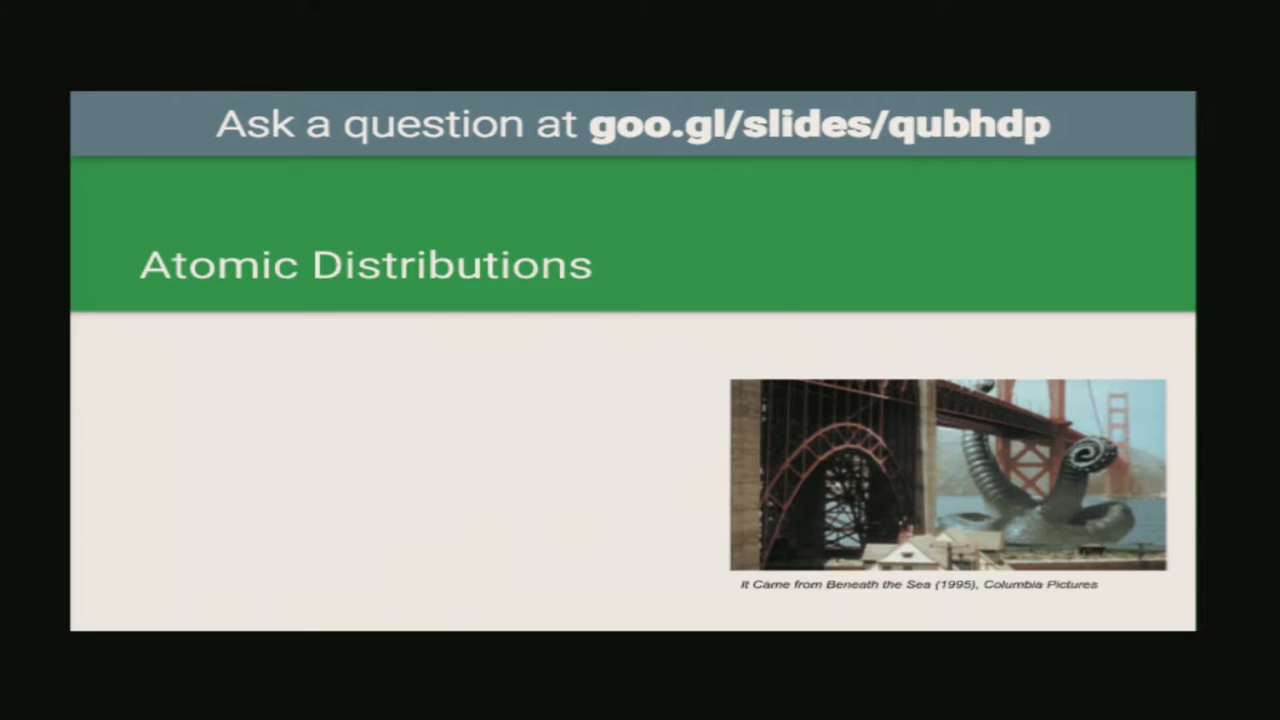 Ask a question at goo.gl/slides/qubhdp
Atomic Distributions
It Came from Beneath the Sea (1995), Columbia Pictures